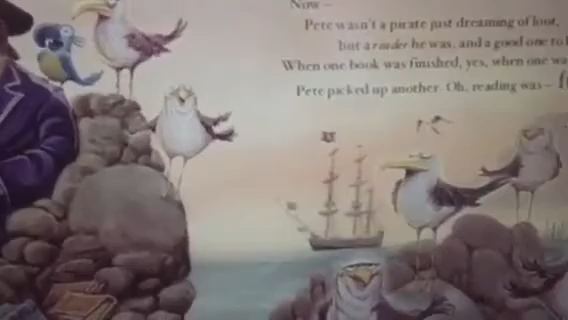 Now –
Pete wasn't a pirate just dreaming of loot,
but a reader he was, and a good one to
When one book was finished, yes, when one
Pete picked up another. Oh, reading was –